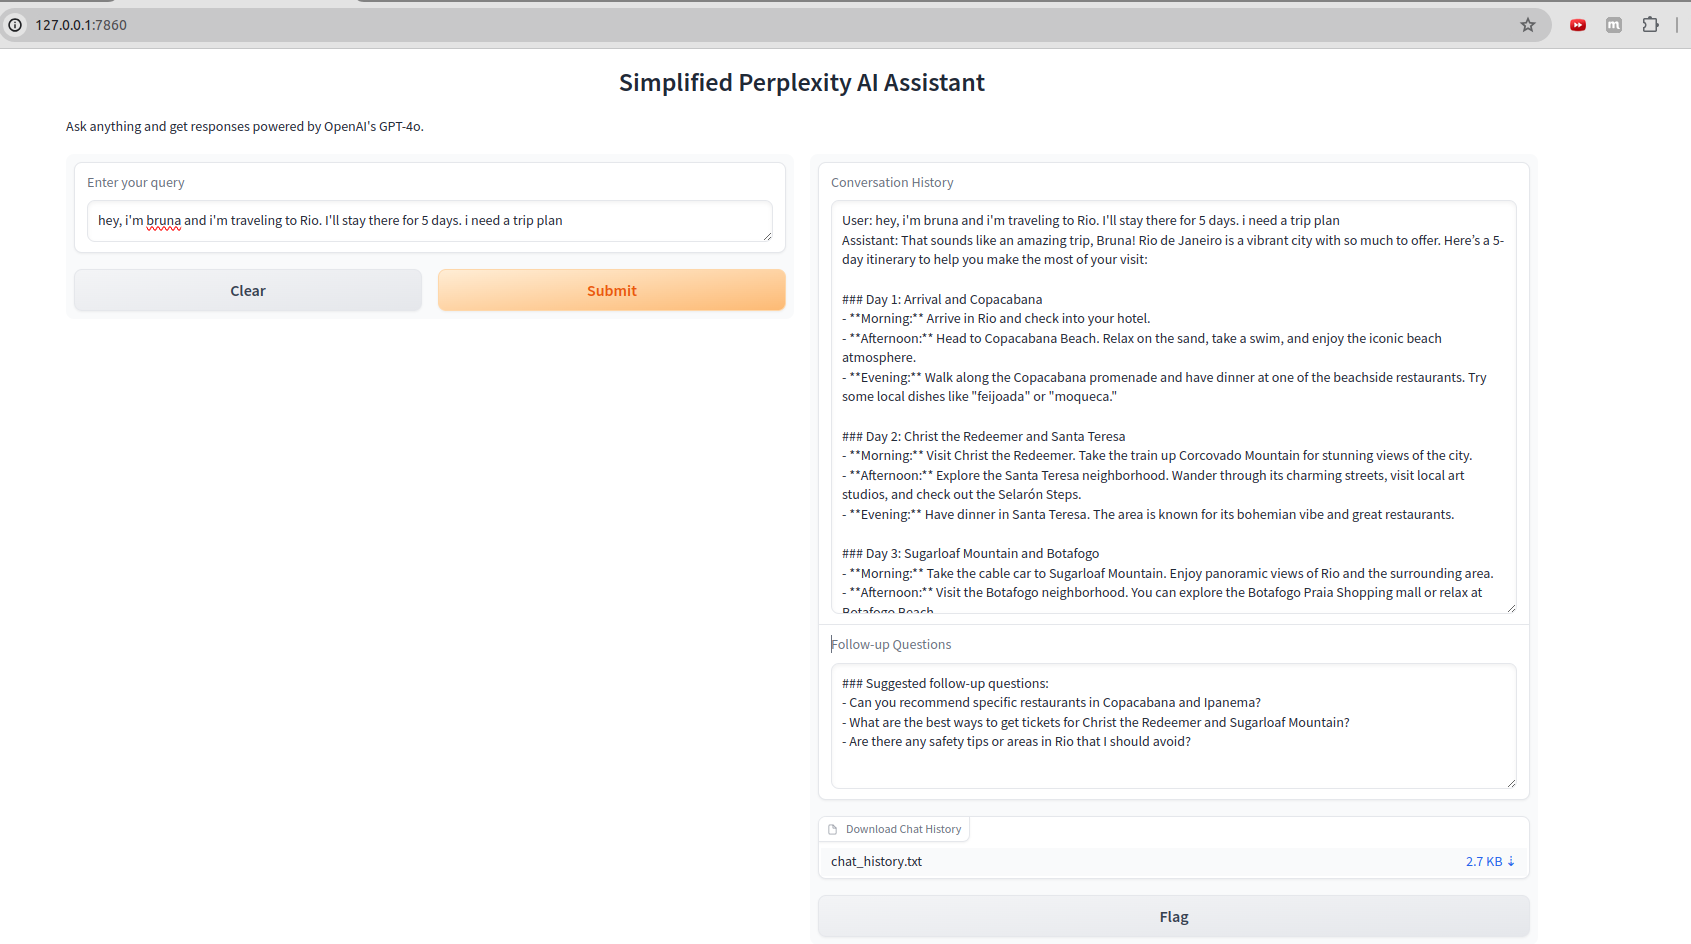 127.0.0.1:7860
Simplified Perplexity AI Assistant
Ask anything and get responses powered by OpenAI's GPT-4o.
Enter your query
hey, i'm bruna and i'm traveling to Rio. I'll stay there for 5 days. i need a trip plan
Clear
Submit
Conversation History
User: hey, i'm bruna and i'm traveling to Rio. I'll stay there for 5 days. i need a trip plan
Assistant: That sounds like an amazing trip, Bruna! Rio de Janeiro is a vibrant city with so much to offer. Here’s a 5-
day itinerary to help you make the most of your visit:
### Day 1: Arrival and Copacabana
- **Morning:** Arrive in Rio and check into your hotel.
- **Afternoon:** Head to Copacabana Beach. Relax on the sand, take a swim, and enjoy the iconic beach
atmosphere.
- **Evening:** Walk along the Copacabana promenade and have dinner at one of the beachside restaurants. Try
some local dishes like "feijoada" or "moqueca."
### Day 2: Christ the Redeemer and Santa Teresa
- **Morning:** Visit Christ the Redeemer. Take the train up Corcovado Mountain for stunning views of the city.
- **Afternoon:** Explore the Santa Teresa neighborhood. Wander through its charming streets, visit local art
studios, and check out the Selarón Steps.
- **Evening:** Have dinner in Santa Teresa. The area is known for its bohemian vibe and great restaurants.
### Day 3: Sugarloaf Mountain and Botafogo
- **Morning:** Take the cable car to Sugarloaf Mountain. Enjoy panoramic views of Rio and the surrounding area.
- **Afternoon:** Visit the Botafogo neighborhood. You can explore the Botafogo Praia Shopping mall or relax at
Botafogo Beach
Follow-up Questions
### Suggested follow-up questions:
- Can you recommend specific restaurants in Copacabana and Ipanema?
- What are the best ways to get tickets for Christ the Redeemer and Sugarloaf Mountain?
- Are there any safety tips or areas in Rio that I should avoid?
Download Chat History
chat_history.txt
2.7 KB ⇣
Flag